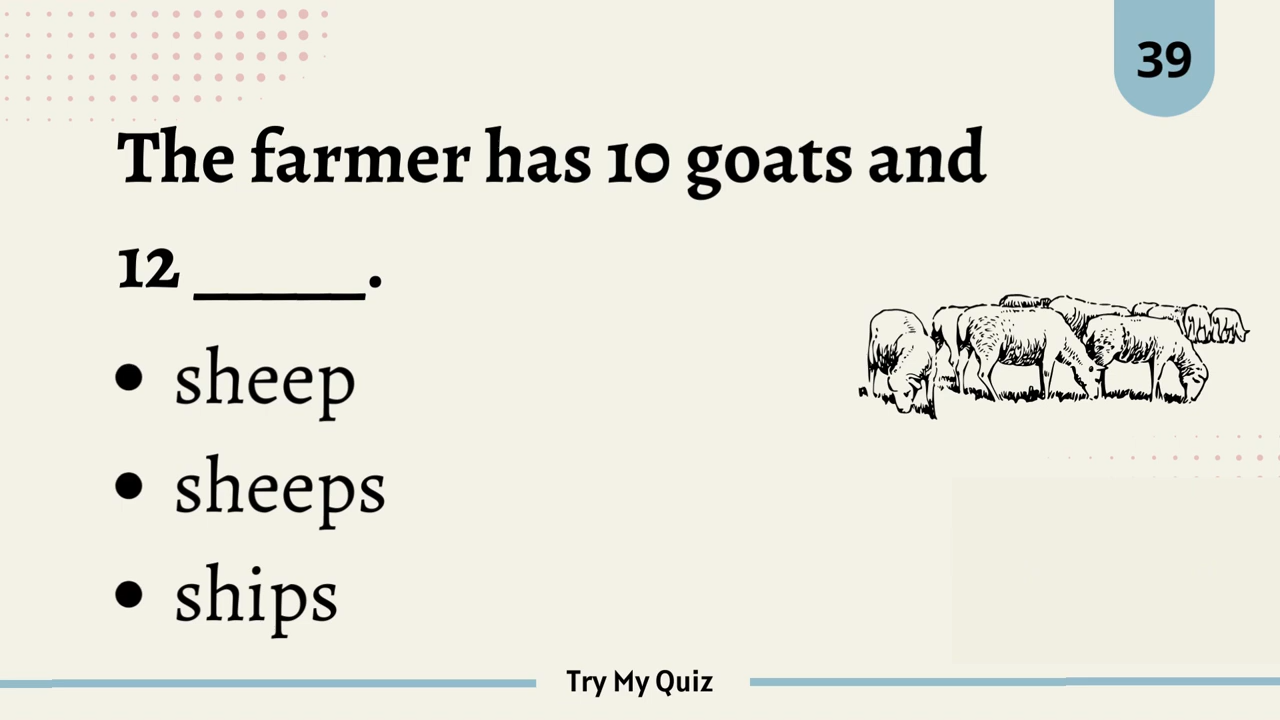 39
The farmer has 10 goats and
12 _____.
• sheep
• sheeps
• ships
Try My Quiz